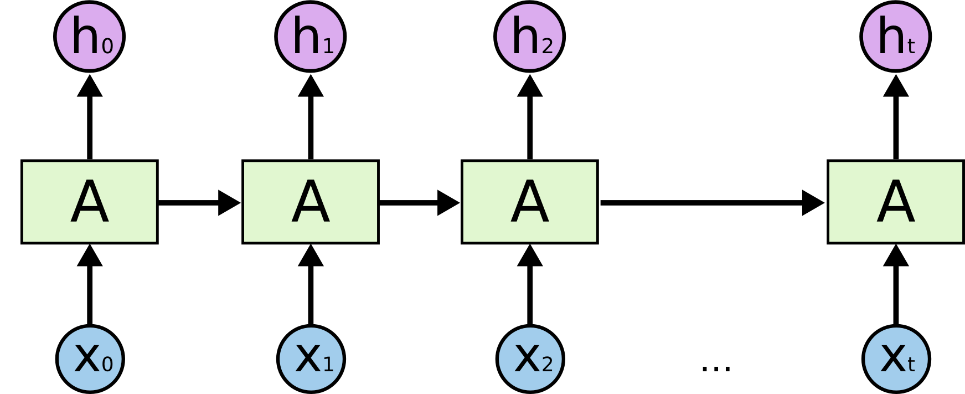 h₀ h₁ h₂ hₜ
A A A A
x₀ x₁ x₂ ... xₜ